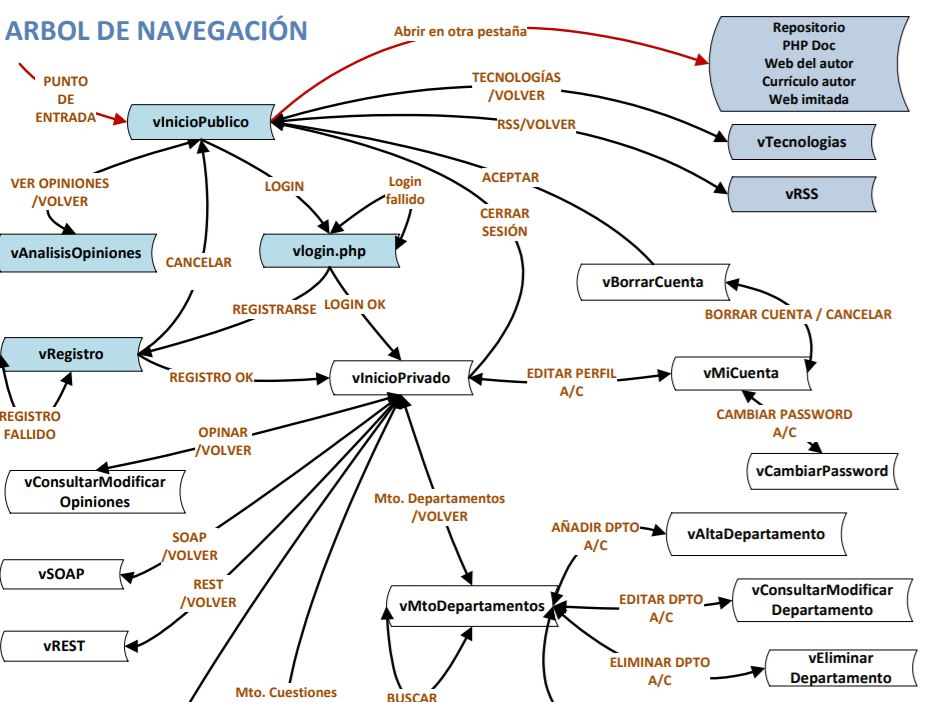 ARBOL DE NAVEGACIÓN
Abrir en otra pestaña
Repositorio
PHP Doc
Web del autor
Currículo autor
Web imitada
PUNTO
DE
ENTRADA
vInicioPublico
TECNOLOGÍAS
/VOLVER
RSS/VOLVER
vTecnologias
vRSS
VER OPINIONES
/VOLVER
LOGIN
Login
fallido
ACEPTAR
CERRAR
SESIÓN
vAnalisisOpiniones
CANCELAR
vlogin.php
vBorrarCuenta
REGISTRARSE
LOGIN OK
BORRAR CUENTA / CANCELAR
vRegistro
REGISTRO OK
vInicioPrivado
EDITAR PERFIL
A/C
vMiCuenta
REGISTRO
FALLIDO
OPINAR
/VOLVER
CAMBIAR PASSWORD
A/C
vConsultarModificar
Opiniones
vCambiarPassword
Mto. Departamentos
/VOLVER
SOAP
/VOLVER
AÑADIR DPTO
A/C
vAltaDepartamento
vSOAP
REST
/VOLVER
vMtoDepartamentos
EDITAR DPTO
A/C
vConsultarModificar
Departamento
vREST
ELIMINAR DPTO
A/C
vEliminar
Departamento
Mto. Cuestiones
BUSCAR